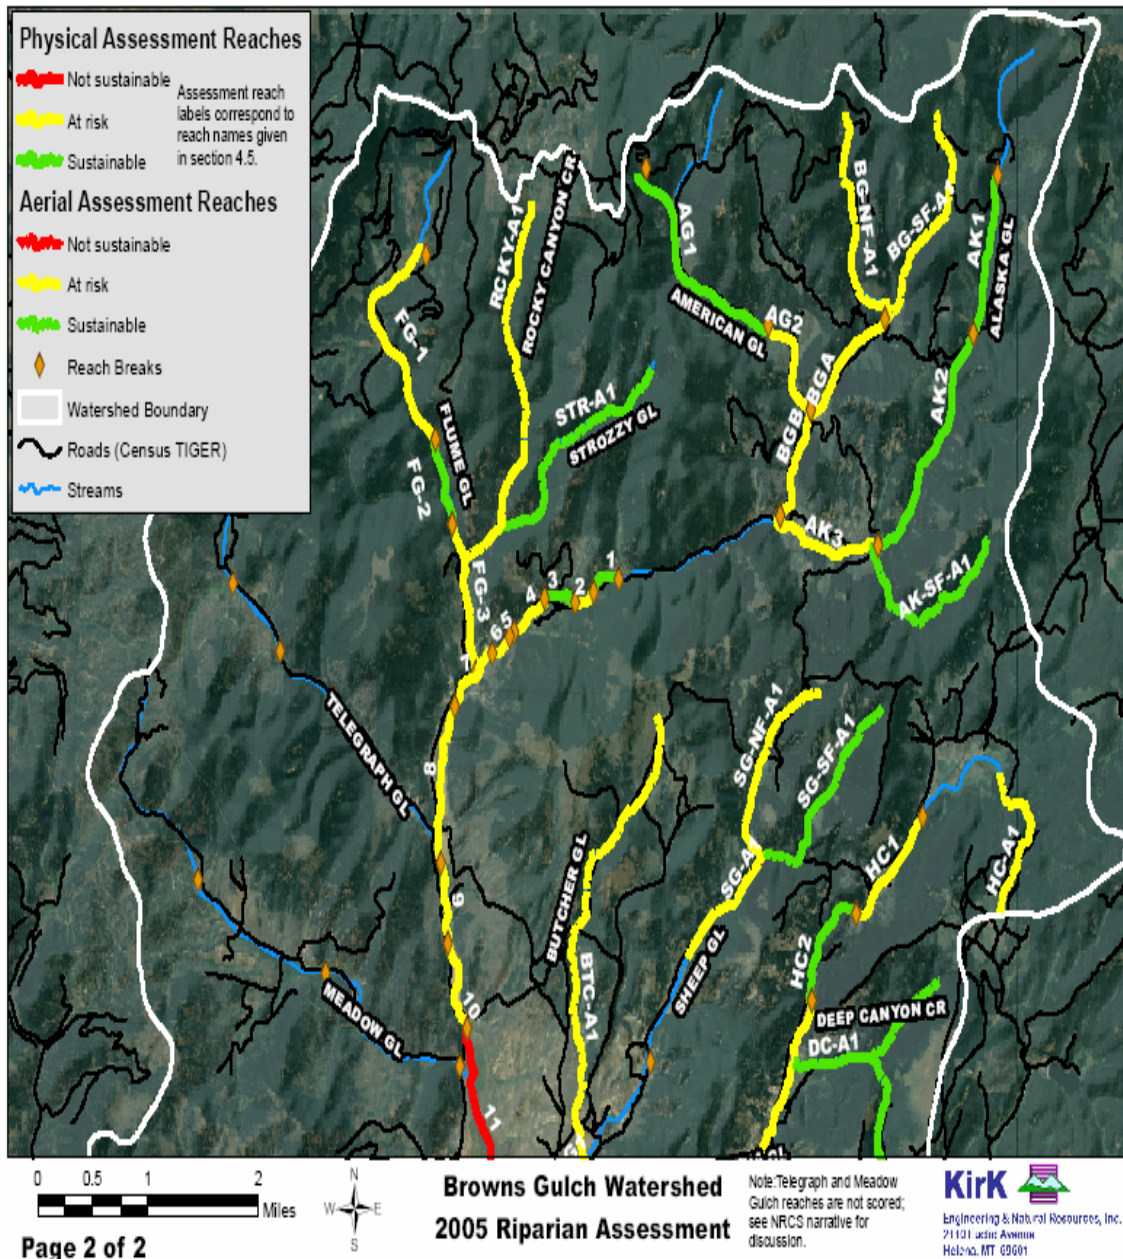 Physical Assessment Reaches
Not sustainable
At risk
Sustainable
Assessment reach
labels correspond to
reach names given
in section 4.5.
Aerial Assessment Reaches
Not sustainable
At risk
Sustainable
Reach Breaks
Watershed Boundary
Roads (Census TIGER)
Streams
RCKY-A1
ROCKY CANYON CR
AG1
AMERICAN GL
AG2
BG-NF-A1
BG-SF-A1
AK1
ALASKA GL
FG-1
FLUME GL
FG-2
STR-A1
STROZZY GL
BGA
BGB
AK2
AK3
AK-SF-A1
FG-3
1
2
3
4
5
6
7
TELEGRAPH GL
8
9
10
11
MEADOW GL
BUTCHER GL
BTC-A1
SG-NF-A1
SG-SF-A1
SG-A1
SHEEP GL
HC1
HC-A1
HC2
DEEP CANYON CR
DC-A1
0 0.5 1 2
Miles
Page 2 of 2
N
W E
S
Browns Gulch Watershed
2005 Riparian Assessment
Note:Telegraph and Meadow
Gulch reaches are not scored;
see NRCS narrative for
discussion.
KirK
Engineering & Natural Resources, Inc.
Avenue
Helena, MT